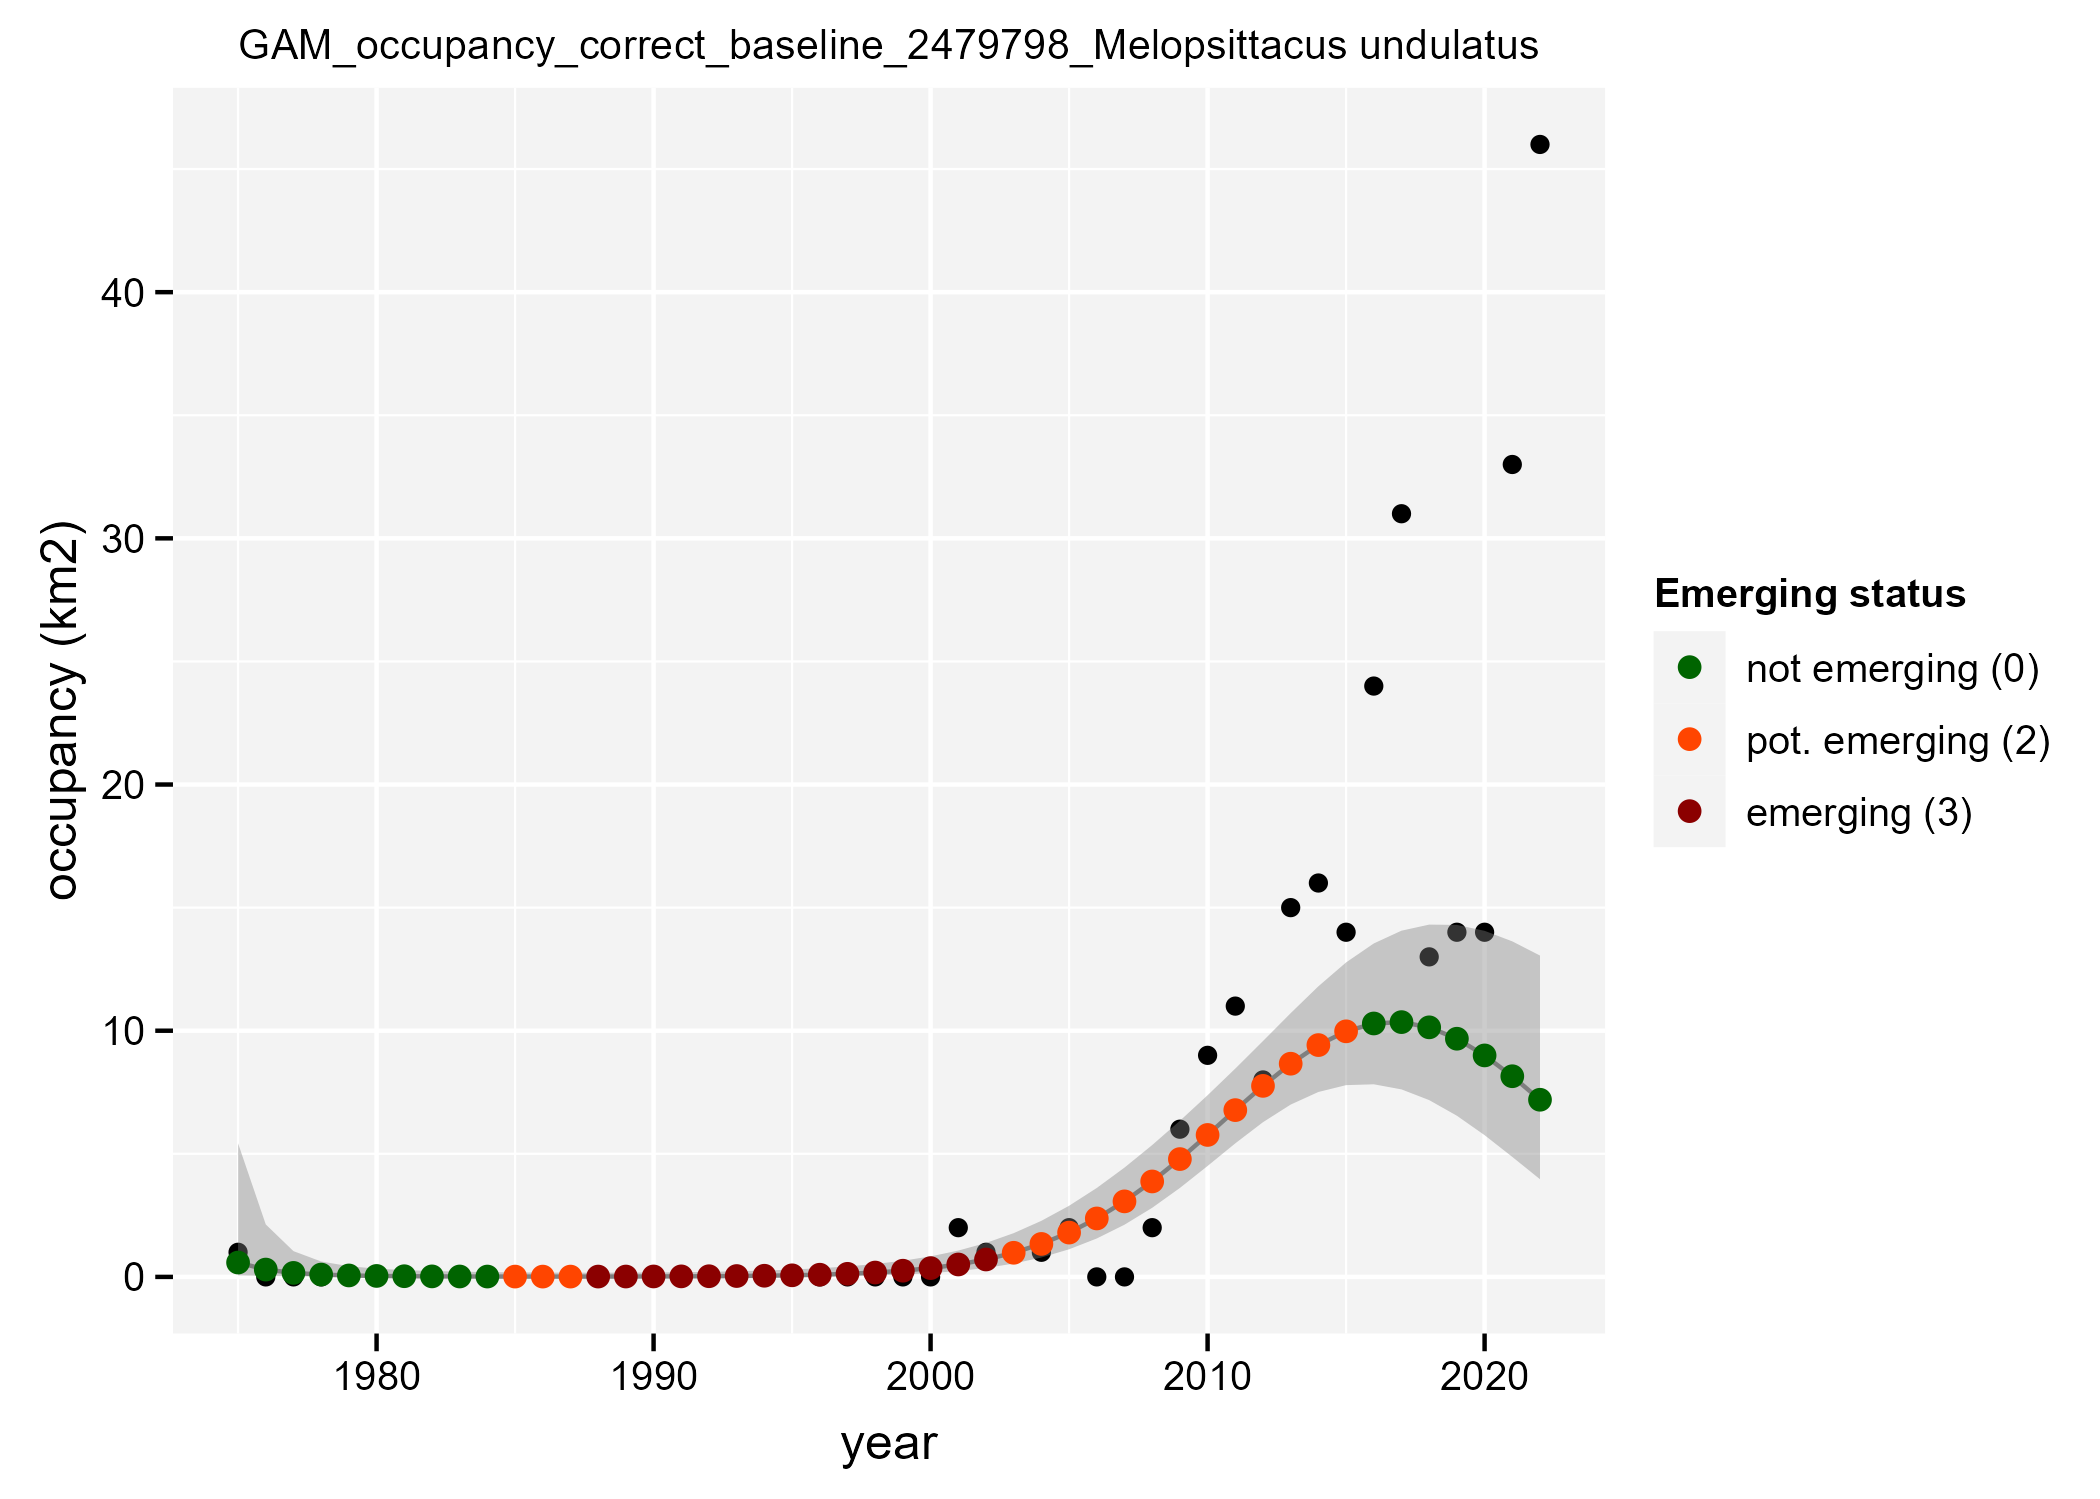 GAM_occupancy_correct_baseline_2479798_Melopsittacus undulatus
occupancy (km2)
40
30
20
10
0
1980 1990 2000 2010 2020
year
Emerging status
not emerging (0)
pot. emerging (2)
emerging (3)